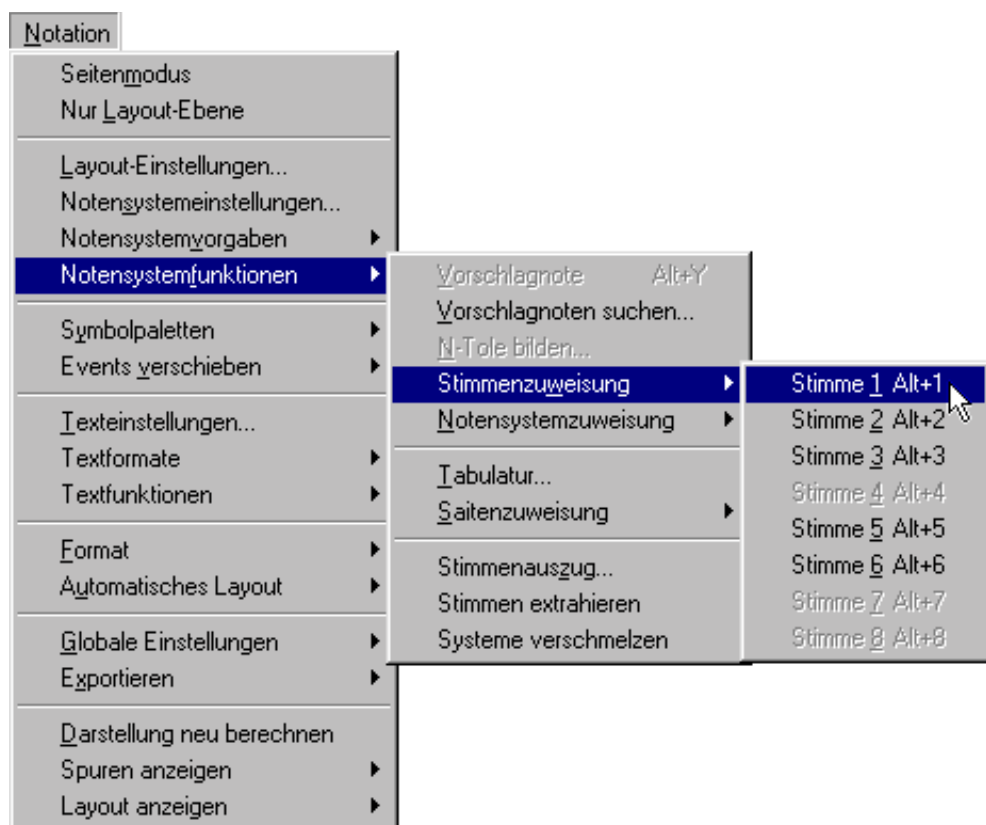 Notation
Seitenmodus
Nur Layout-Ebene
Layout-Einstellungen...
Notensystemeinstellungen...
Notensystemvorgaben
Notensystemfunktionen
Symbolpaletten
Events verschieben
Texteinstellungen...
Textformate
Textfunktionen
Format
Automatisches Layout
Globale Einstellungen
Exportieren
Darstellung neu berechnen
Spuren anzeigen
Layout anzeigen
Vorschlagnote Alt+Y
Vorschlagnoten suchen...
N-Tole bilden...
Stimmenzuweisung
Notensystemzuweisung
Tabulatur...
Saitenzuweisung
Stimmenauszug...
Stimmen extrahieren
Systeme verschmelzen
Stimme 1 Alt+1
Stimme 2 Alt+2
Stimme 3 Alt+3
Stimme 4 Alt+4
Stimme 5 Alt+5
Stimme 6 Alt+6
Stimme 7 Alt+7
Stimme 8 Alt+8